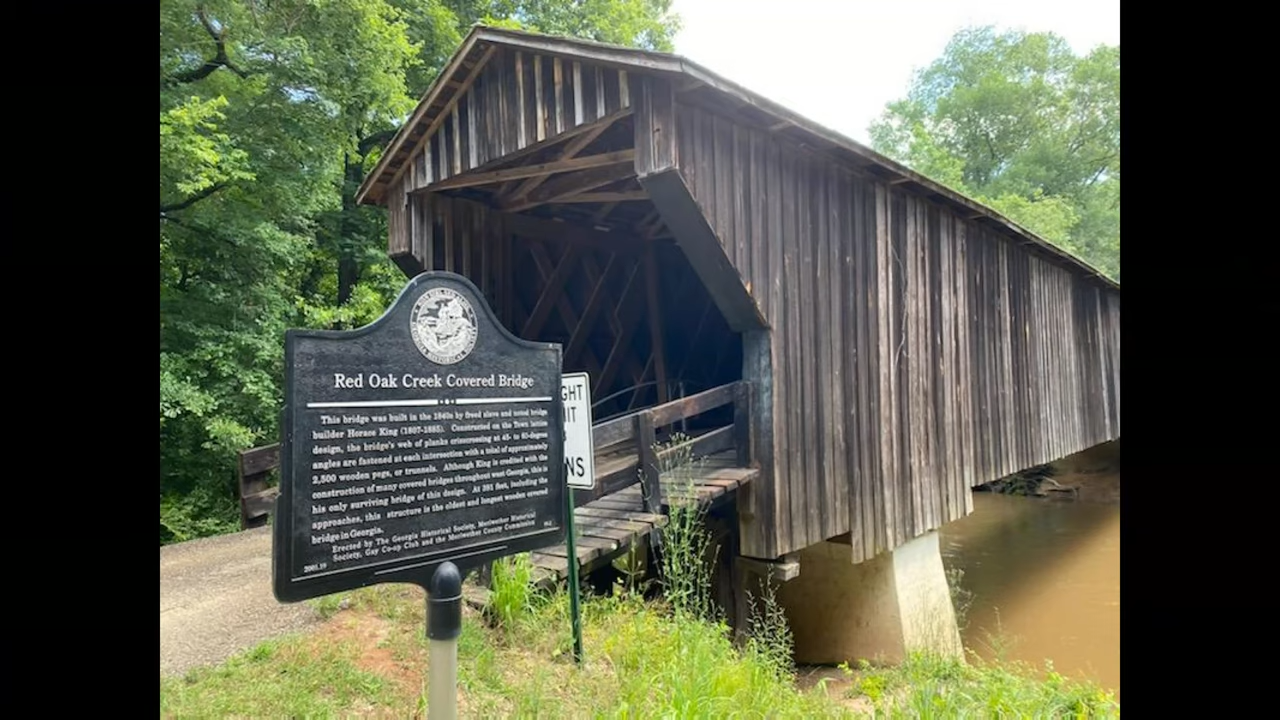 Red Oak Creek Covered Bridge
This bridge was built in the 1840s by freed slave and noted bridge
builder Horace King (1807-1885). Constructed on the Town lattice
design, the bridge's web of planks crisscrossing at 45- to 60-degree
angles are fastened at each intersection with a total of approximately
2,500 wooden pegs, or trunnels. Although King is credited with the
construction of many covered bridges throughout west Georgia, this is
his only surviving bridge of this design. At 391 feet, including the
approaches, this structure is the oldest and longest wooden covered
bridge in Georgia.
Erected by The Georgia Historical Society, Meriwether Historical
Society, Gay Co-op Club and the Meriwether County Commission
2001.19
GHT
IT
NS